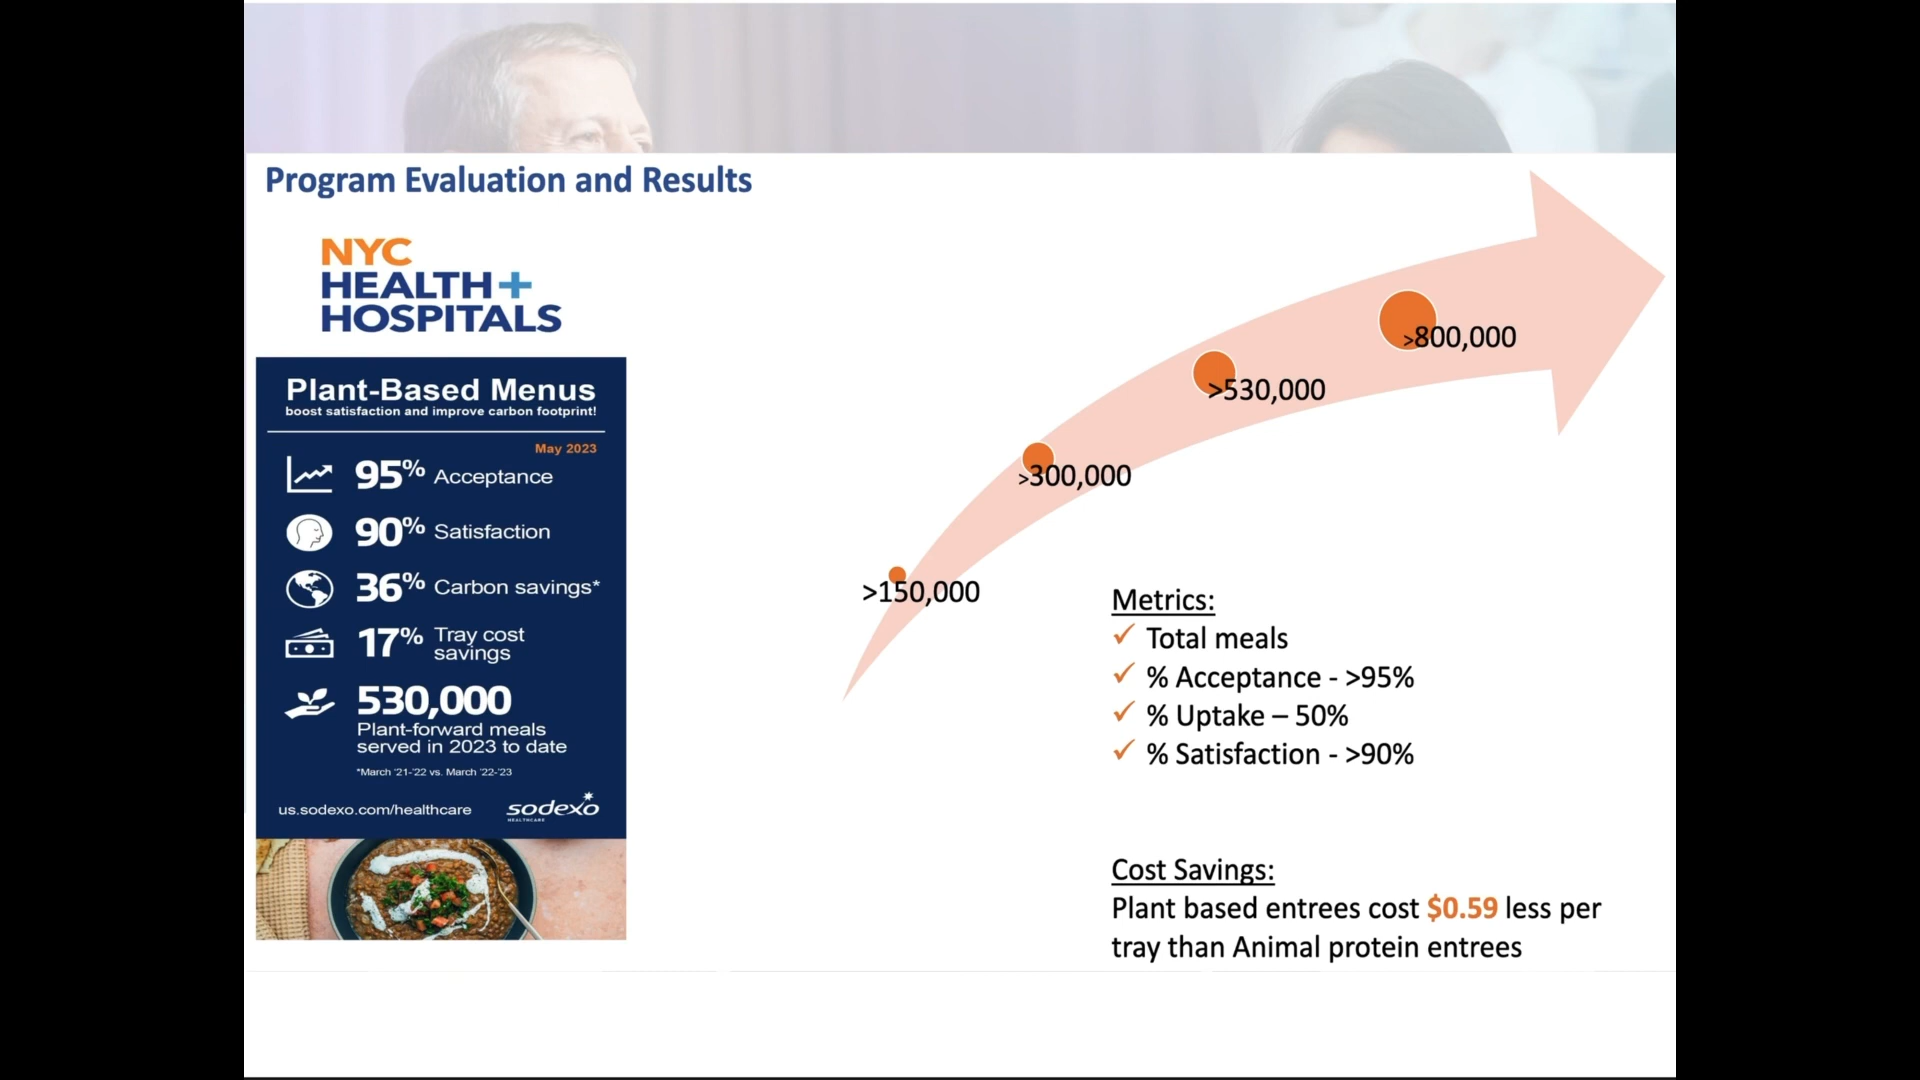 Program Evaluation and Results
NYC
HEALTH+
HOSPITALS
Plant-Based Menus
boost satisfaction and improve carbon footprint!
May 2023
95% Acceptance
90% Satisfaction
36% Carbon savings*
17% Tray cost
savings
530,000
Plant-forward meals
served in 2023 to date
*March '21-'22 vs. March '22-'23
us.sodexo.com/healthcare
sodexo
HEALTHCARE
>150,000
>300,000
>530,000
>800,000
Metrics:
✓ Total meals
✓ % Acceptance - >95%
✓ % Uptake – 50%
✓ % Satisfaction - >90%
Cost Savings:
Plant based entrees cost $0.59 less per
tray than Animal protein entrees